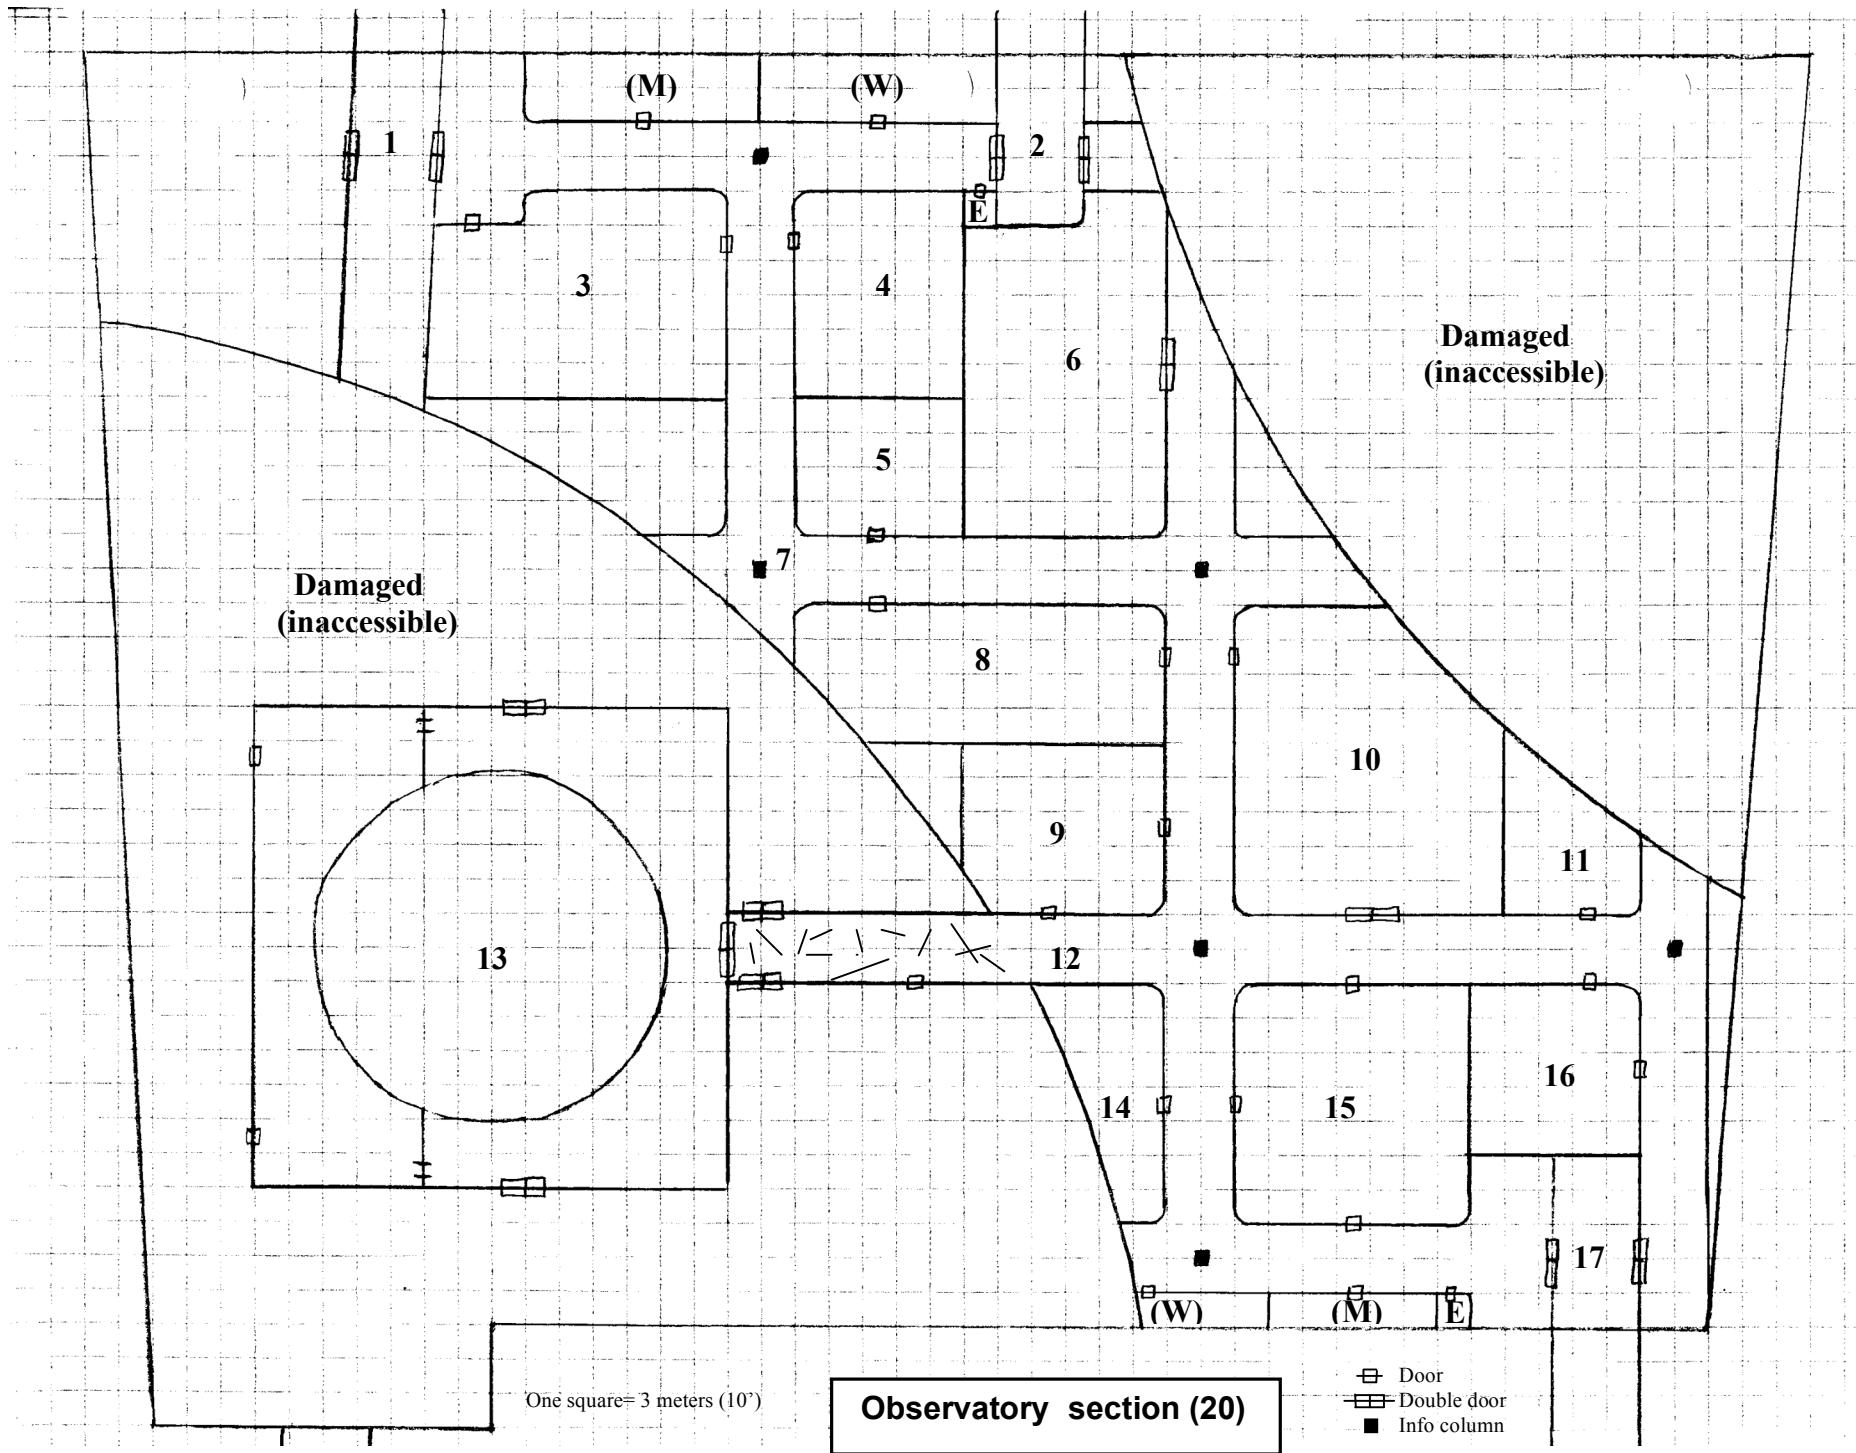 (M)
(W)
1
2
E
3
4
6
Damaged
(inaccessible)
5
7
Damaged
(inaccessible)
8
10
9
11
13
12
16
14
15
17
(W)
(M)
E
One square= 3 meters (10’)
Observatory section (20)
Door
Double door
Info column